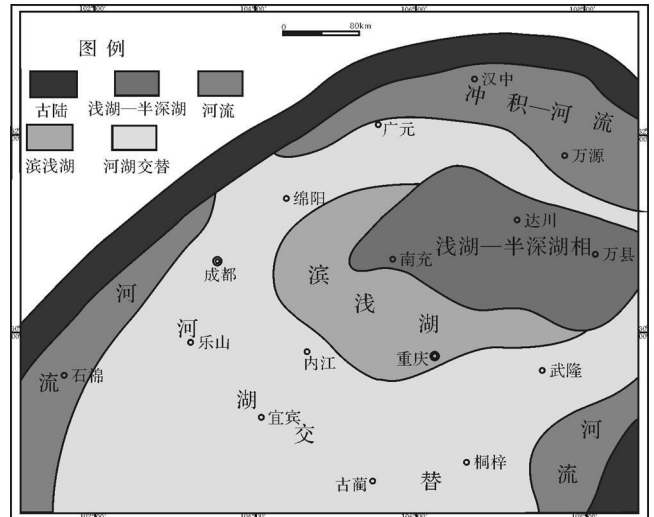 0 80km
图 例
古陆 浅湖—半深湖 河流
滨浅湖 河湖交替
汉中
冲积—河流
广元
万源
绵阳
达川
浅湖—半深湖相
万县
南充
成都
滨浅湖
河流
河湖交替
乐山
内江
重庆
武隆
石棉
宜宾
桐梓
古蔺
河流